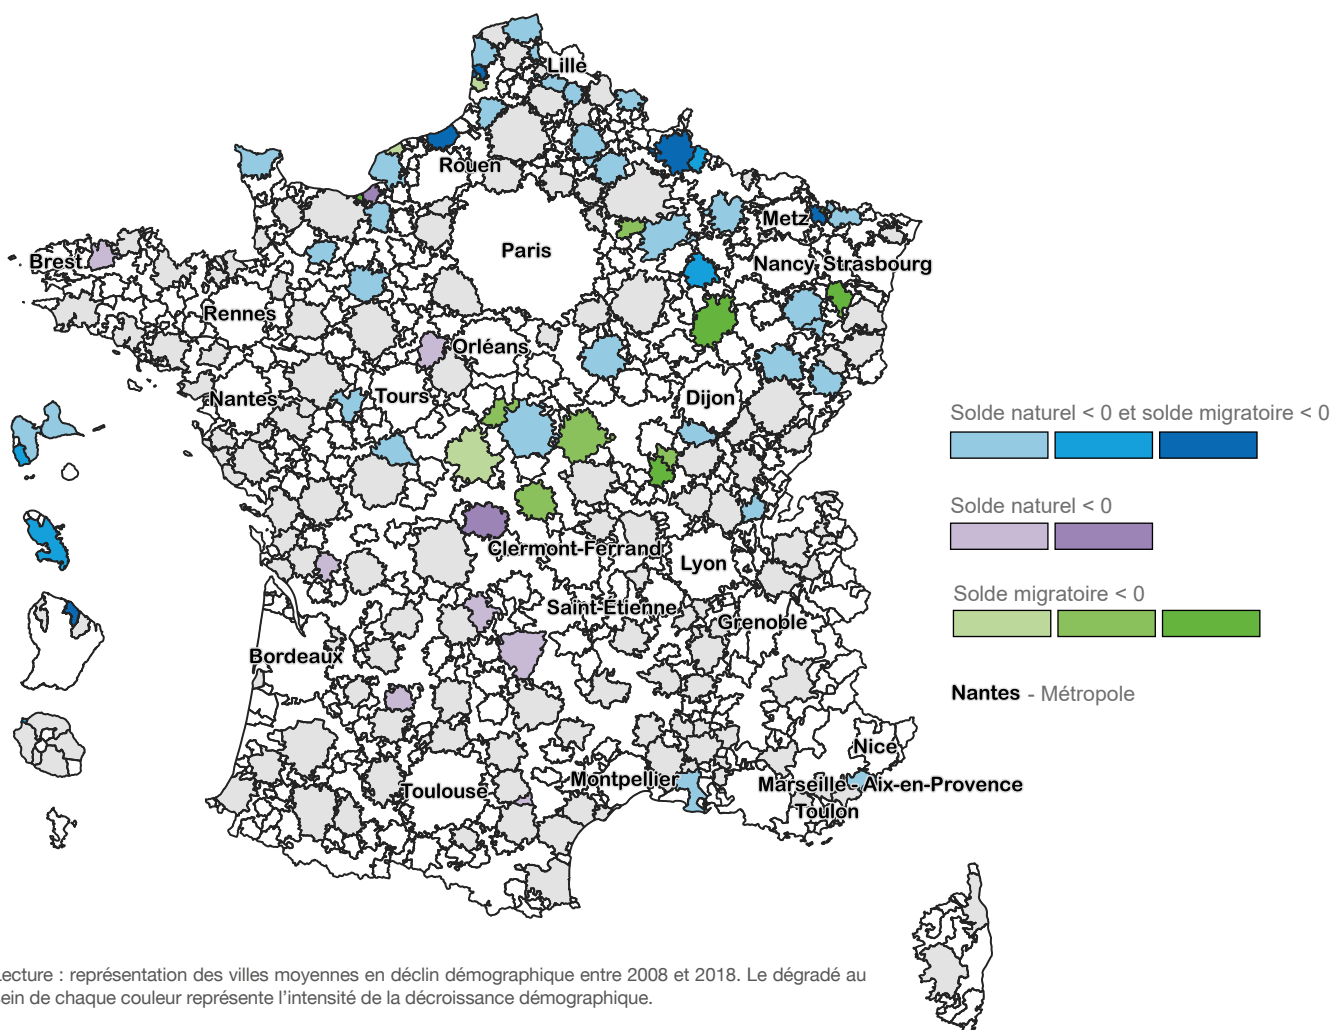 Lille
Rouen
Metz
Paris
Brest
Nancy
Strasbourg
Rennes
Orléans
Nantes
Tours
Dijon
Solde naturel < 0 et solde migratoire < 0
Solde naturel < 0
Clermont-Ferrand
Lyon
Solde migratoire < 0
Saint-Étienne
Grenoble
Bordeaux
Nantes - Métropole
Nice
Montpellier
Marseille - Aix-en-Provence
Toulouse
Toulon
Lecture : représentation des villes moyennes en déclin démographique entre 2008 et 2018. Le dégradé au
sein de chaque couleur représente l’intensité de la décroissance démographique.